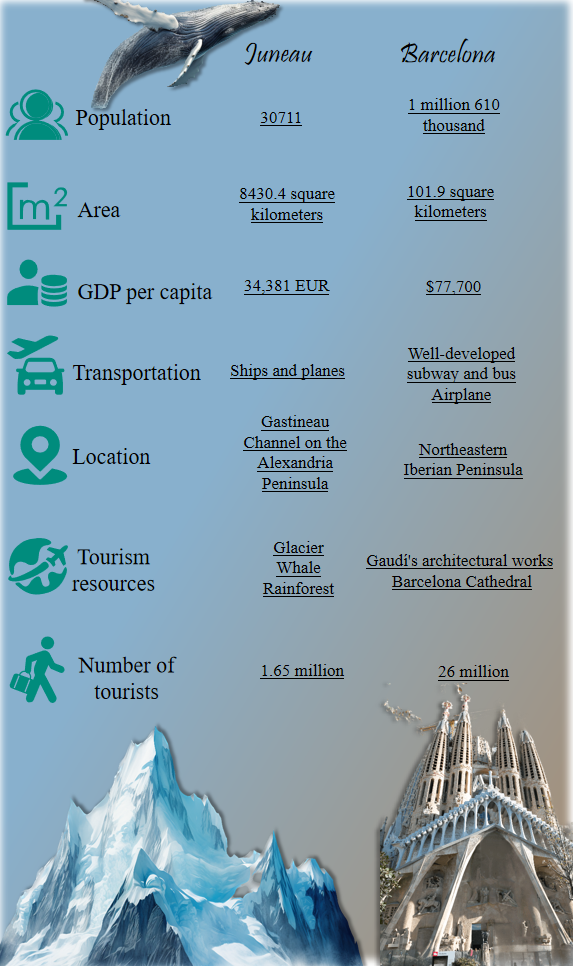 Juneau Barcelona
Population 30711 1 million 610
thousand
m²
Area 8430.4 square
kilometers 101.9 square
kilometers
GDP per capita 34,381 EUR $77,700
Transportation Ships and planes Well-developed
subway and bus
Airplane
Location Gastineau
Channel on the
Alexandria
Peninsula Northeastern
Iberian Peninsula
Tourism
resources Glacier
Whale
Rainforest Gaudí's architectural works
Barcelona Cathedral
Number of
tourists 1.65 million 26 million